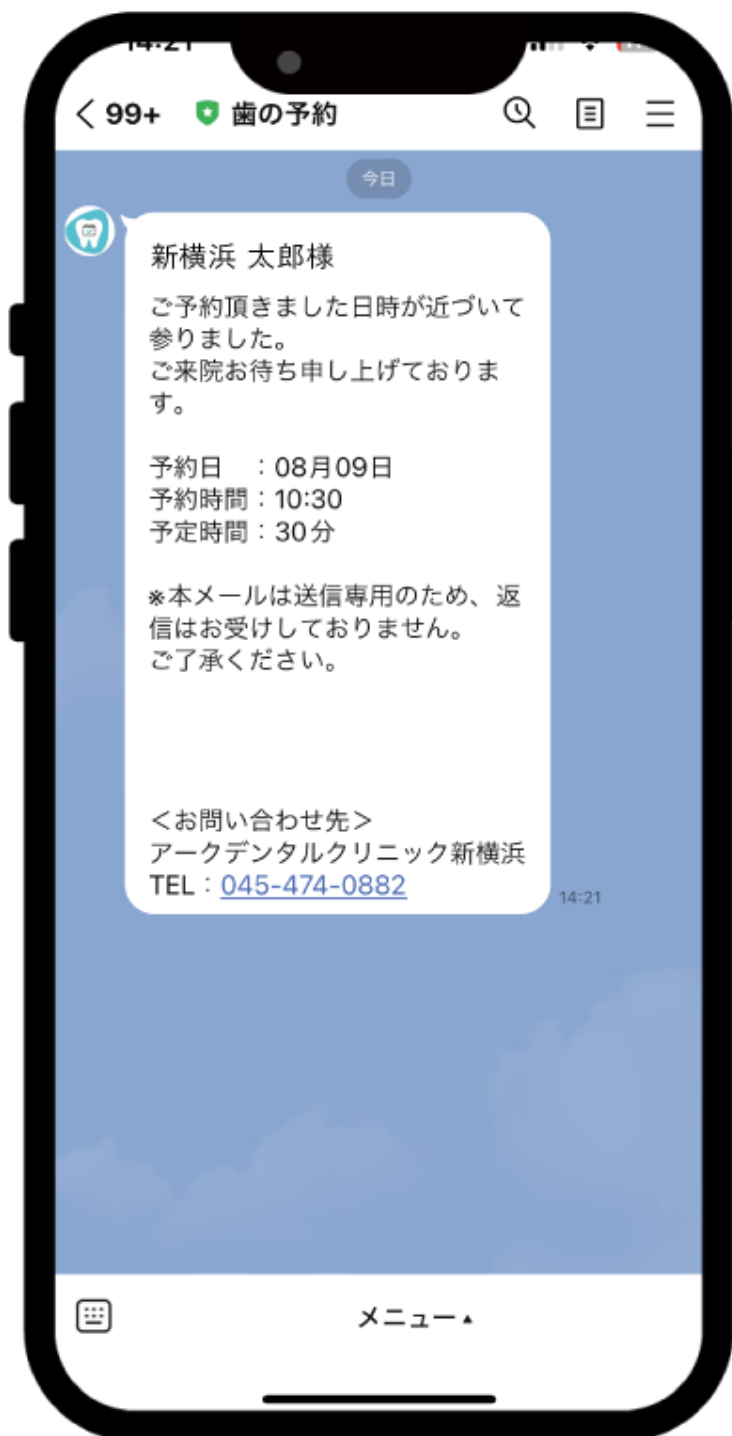 14:21
99+ 歯の予約
今日
新横浜 太郎様
ご予約頂きました日時が近づいて
参りました。
ご来院お待ち申し上げておりま
す。
予約日　：08月09日
予約時間：10:30
予定時間：30分
※本メールは送信専用のため、返
信はお受けしておりません。
ご了承ください。
＜お問い合わせ先＞
アークデンタルクリニック新横浜
TEL：045-474-0882
14:21
メニュー▲